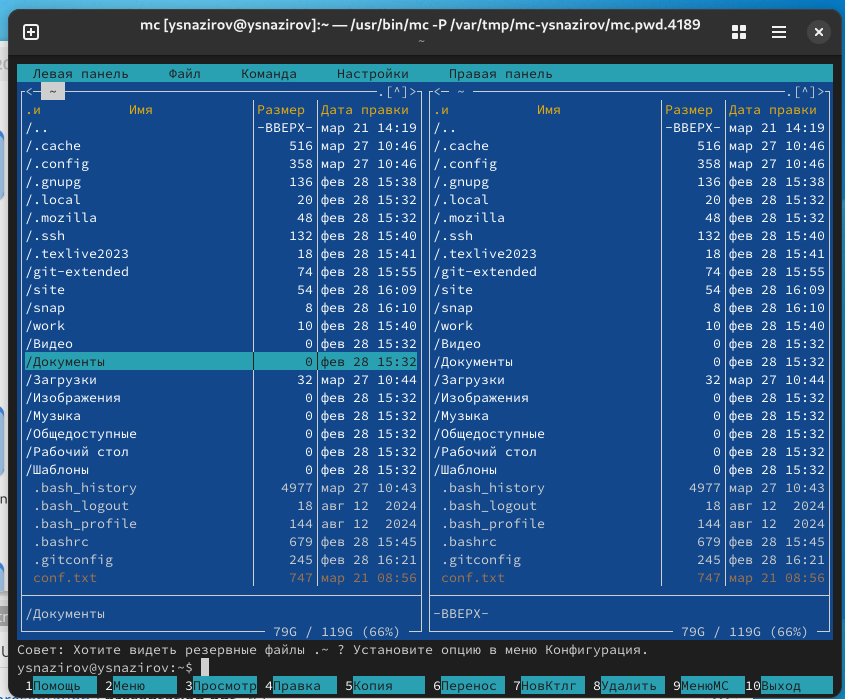 mc [ysnazirov@ysnazirov]:~ — /usr/bin/mc -P /var/tmp/mc-ysnazirov/mc.pwd.4189
~
Левая панель Файл Команда Настройки Правая панель
<─ ~ .[^]> <─ ~ .[^]>
.и Имя Размер Дата правки .и Имя Размер Дата правки
/.. -ВВЕРХ- мар 21 14:19 /.. -ВВЕРХ- мар 21 14:19
/.cache 516 мар 27 10:46 /.cache 516 мар 27 10:46
/.config 358 мар 27 10:46 /.config 358 мар 27 10:46
/.gnupg 136 фев 28 15:38 /.gnupg 136 фев 28 15:38
/.local 20 фев 28 15:32 /.local 20 фев 28 15:32
/.mozilla 48 фев 28 15:32 /.mozilla 48 фев 28 15:32
/.ssh 132 фев 28 15:40 /.ssh 132 фев 28 15:40
/.texlive2023 18 фев 28 15:41 /.texlive2023 18 фев 28 15:41
/git-extended 74 фев 28 15:55 /git-extended 74 фев 28 15:55
/site 54 фев 28 16:09 /site 54 фев 28 16:09
/snap 8 фев 28 16:10 /snap 8 фев 28 16:10
/work 10 фев 28 15:40 /work 10 фев 28 15:40
/Видео 0 фев 28 15:32 /Видео 0 фев 28 15:32
/Документы 0 фев 28 15:32 /Документы 0 фев 28 15:32
/Загрузки 32 мар 27 10:44 /Загрузки 32 мар 27 10:44
/Изображения 0 фев 28 15:32 /Изображения 0 фев 28 15:32
/Музыка 0 фев 28 15:32 /Музыка 0 фев 28 15:32
/Общедоступные 0 фев 28 15:32 /Общедоступные 0 фев 28 15:32
/Рабочий стол 0 фев 28 15:32 /Рабочий стол 0 фев 28 15:32
/Шаблоны 0 фев 28 15:32 /Шаблоны 0 фев 28 15:32
.bash_history 4977 мар 27 10:43 .bash_history 4977 мар 27 10:43
.bash_logout 18 авг 12 2024 .bash_logout 18 авг 12 2024
.bash_profile 144 авг 12 2024 .bash_profile 144 авг 12 2024
.bashrc 679 фев 28 15:45 .bashrc 679 фев 28 15:45
.gitconfig 245 фев 28 16:21 .gitconfig 245 фев 28 16:21
conf.txt 747 мар 21 08:56 conf.txt 747 мар 21 08:56
/Документы -ВВЕРХ-
79G / 119G (66%) 79G / 119G (66%)
Совет: Хотите видеть резервные файлы .~ ? Установите опцию в меню Конфигурация.
ysnazirov@ysnazirov:~$
1Помощь 2Меню 3Просмотр 4Правка 5Копия 6Перенос 7НовКтлг 8Удалить 9МенюМС 10Выход